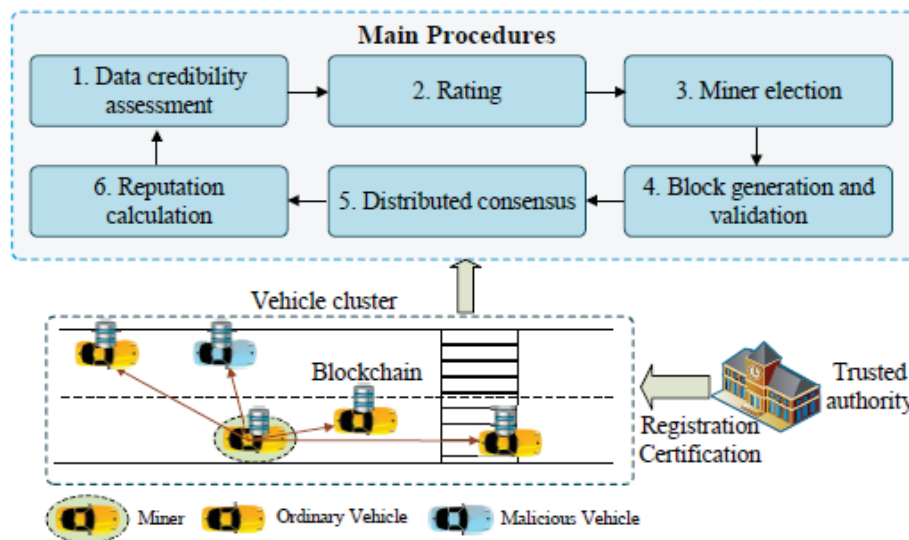 Main Procedures
1. Data credibility
assessment
2. Rating
3. Miner election
6. Reputation
calculation
5. Distributed consensus
4. Block generation and
validation
Vehicle cluster
Blockchain
Trusted
authority
Registration
Certification
Miner
Ordinary Vehicle
Malicious Vehicle